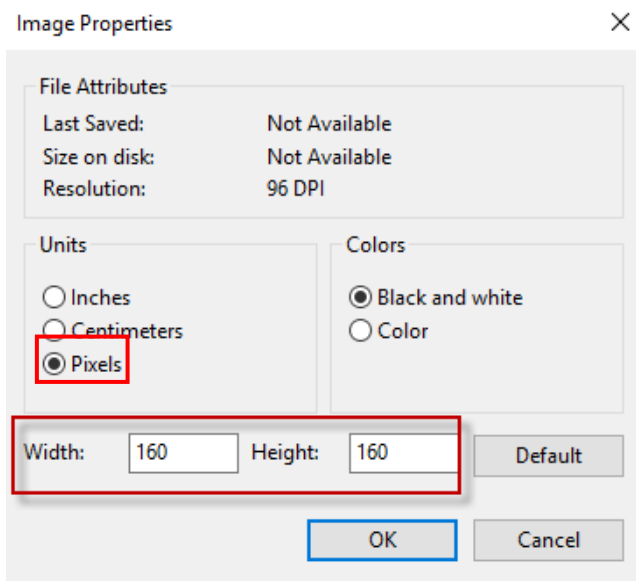 Image Properties
File Attributes
Last Saved: Not Available
Size on disk: Not Available
Resolution: 96 DPI
Units
Inches
Centimeters
Pixels
Colors
Black and white
Color
Width: 160 Height: 160 Default
OK Cancel